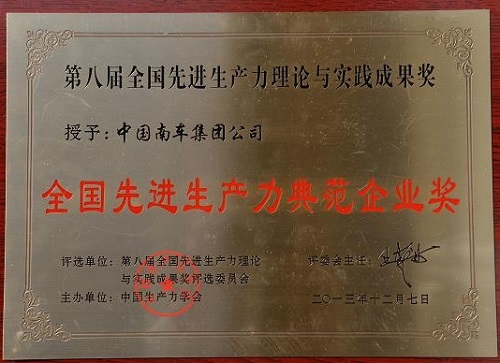 第八届全国先进生产力理论与实践成果奖
授予：中国南车集团公司
全国先进生产力典范企业奖
评选单位：第八届全国先进生产力理论
与实践成果奖评选委员会
主办单位：中国生产力学会
评委会主任：
二〇一三年十二月七日